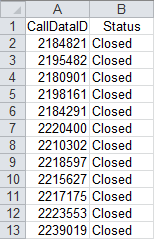 A B
1 CallDataID Status
2 2184821 Closed
3 2195482 Closed
4 2180901 Closed
5 2198161 Closed
6 2184291 Closed
7 2220400 Closed
8 2210302 Closed
9 2218597 Closed
10 2215627 Closed
11 2217175 Closed
12 2223553 Closed
13 2239019 Closed